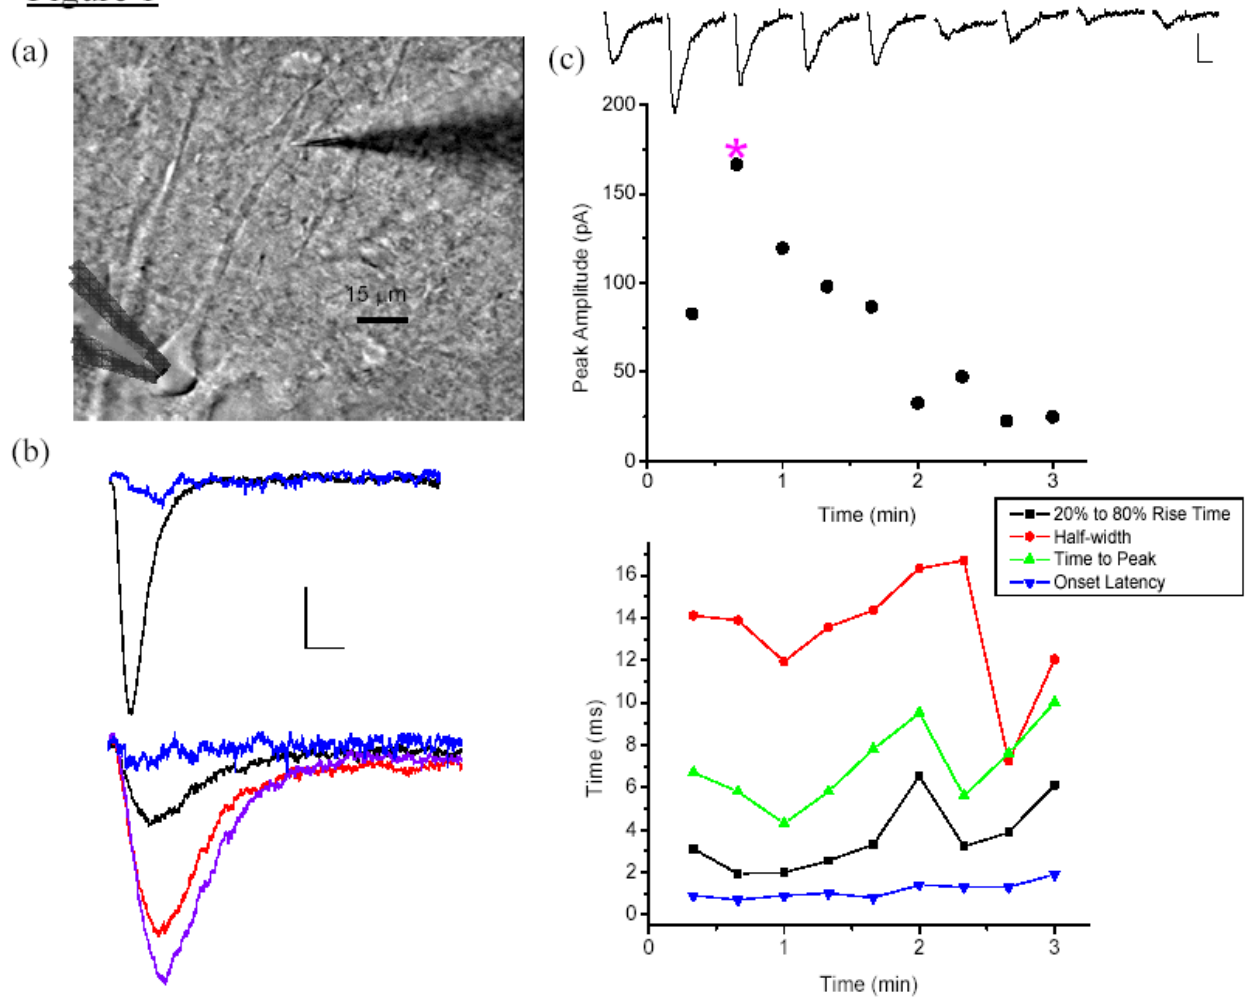 (a)
15 μm
(b)
(c)
200
150
100
50
0
Peak Amplitude (pA)
*
0 1 2 3
Time (min)
20% to 80% Rise Time
Half-width
Time to Peak
Onset Latency
16
14
12
10
8
6
4
2
0
Time (ms)
0 1 2 3
Time (min)